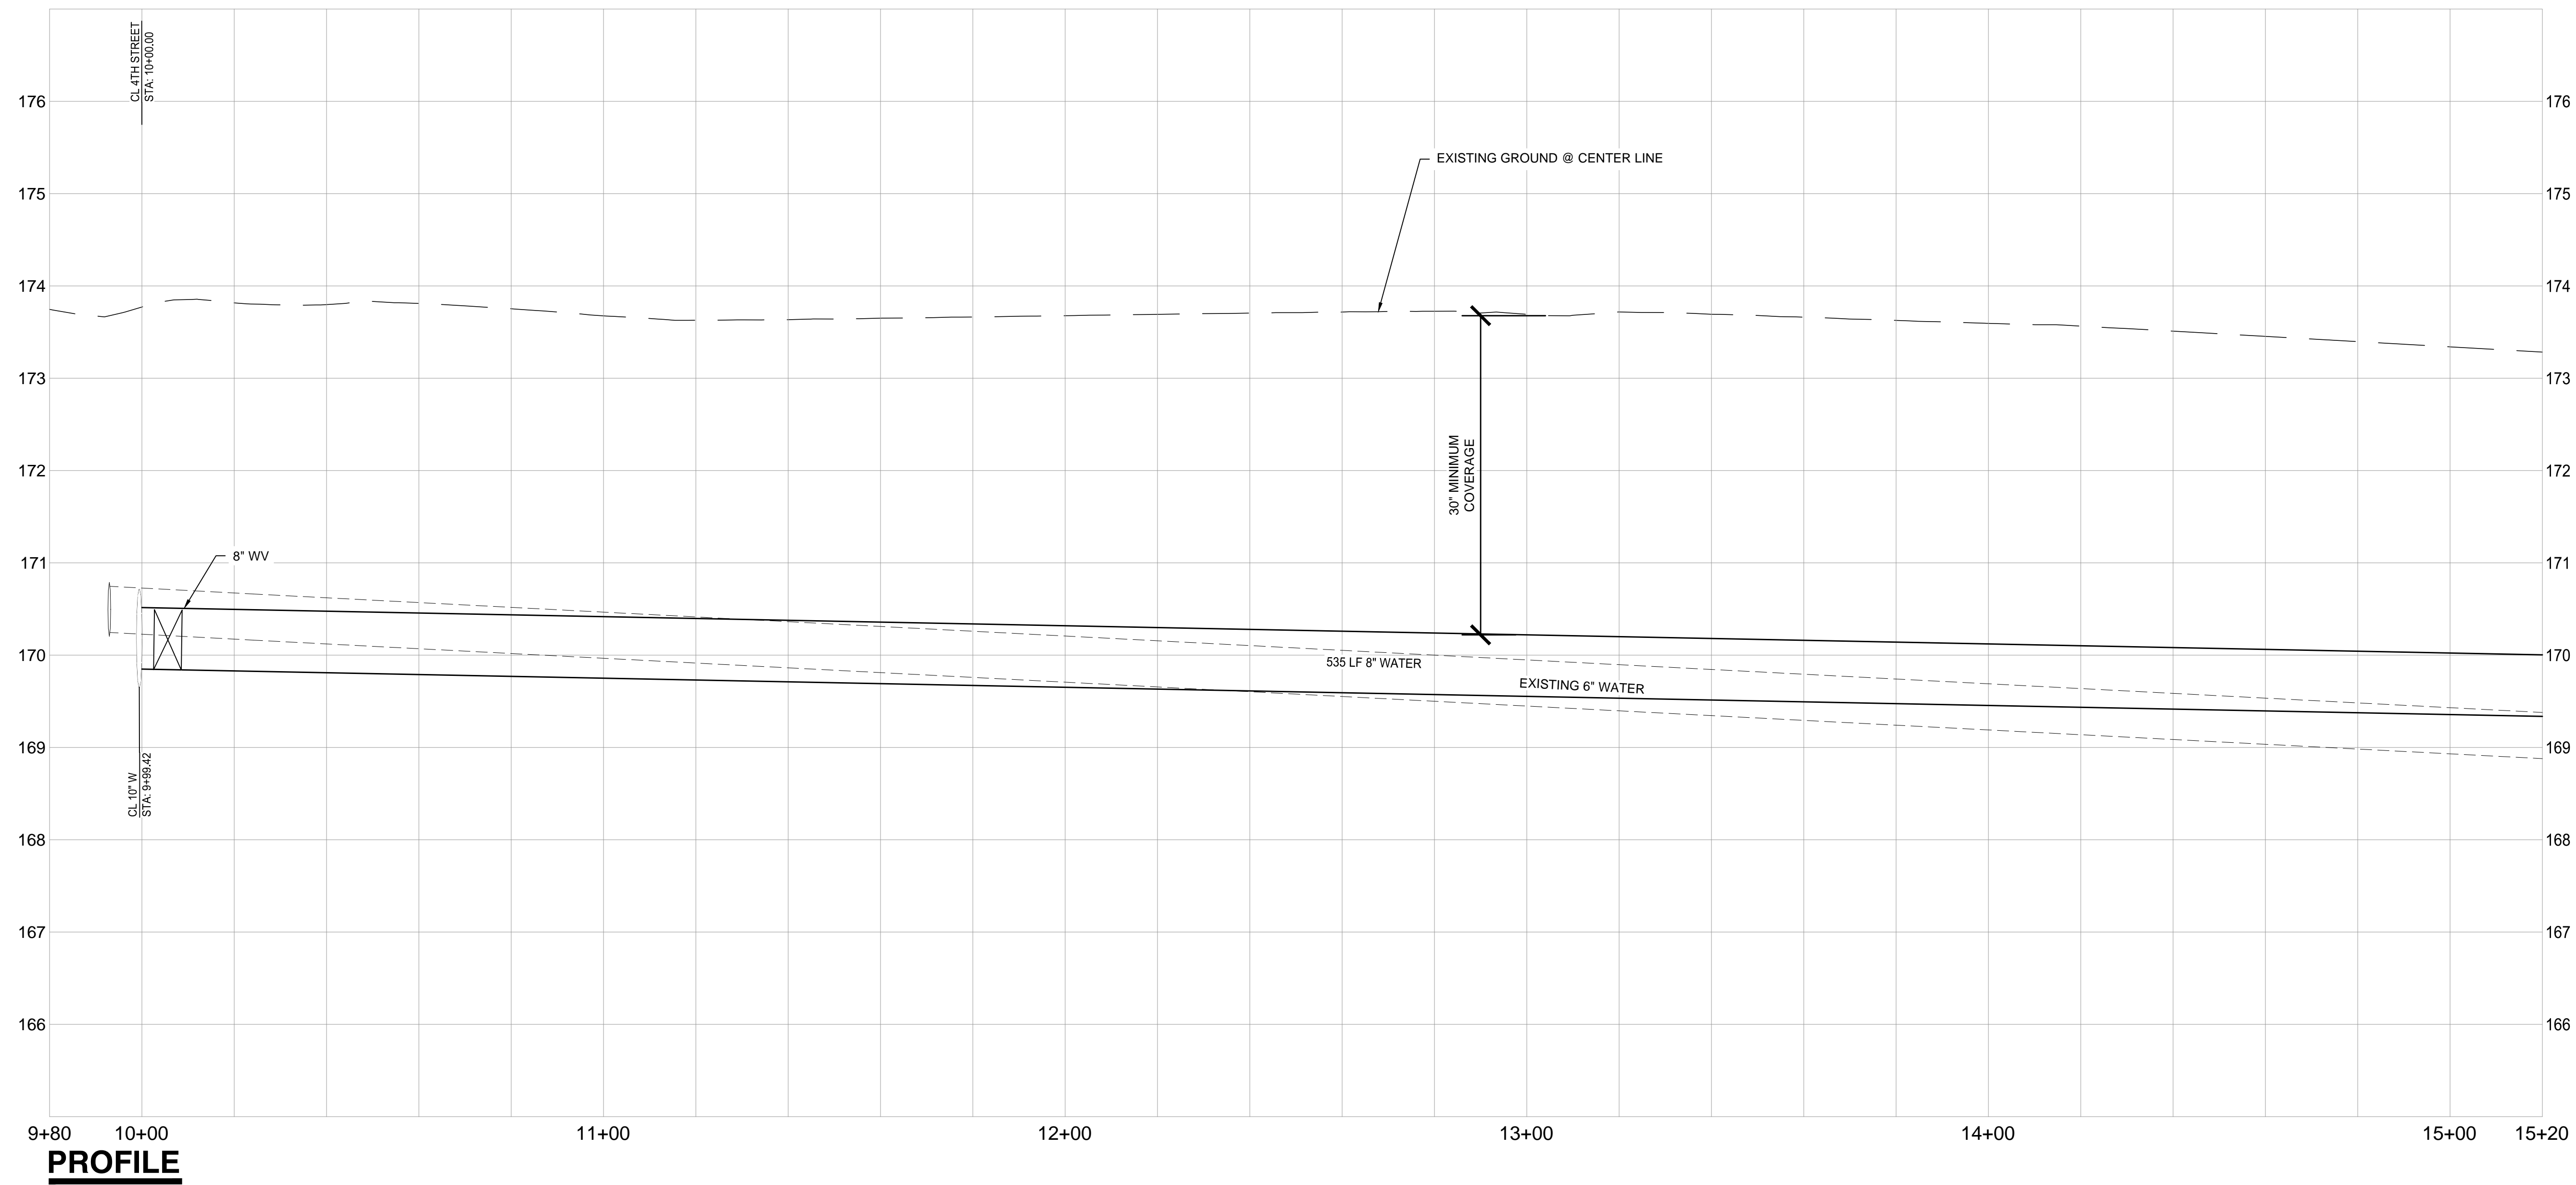 CL 4TH STREET
STA: 10+00.00
176
176
EXISTING GROUND @ CENTER LINE
175
175
174
174
173
173
30" MINIMUM
COVERAGE
172
172
8" WV
171
171
170
170
535 LF 8" WATER
EXISTING 6" WATER
169
169
CL 10" W
STA: 9+99.42
168
168
167
167
166
166
9+80
10+00
11+00
12+00
13+00
14+00
15+00
15+20
PROFILE